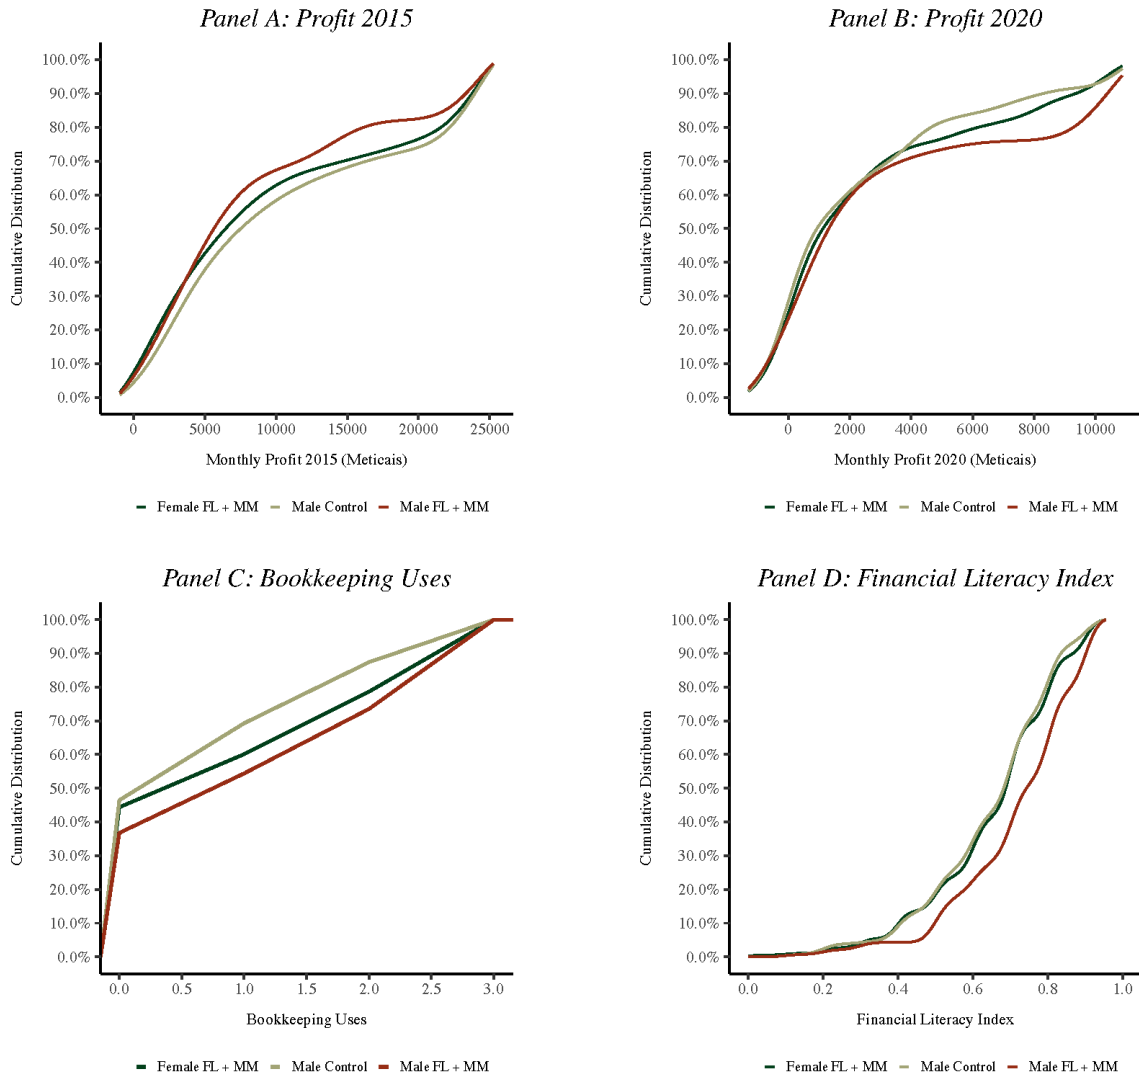 Panel A: Profit 2015
100.0%
90.0%
80.0%
70.0%
60.0%
50.0%
40.0%
30.0%
20.0%
10.0%
0.0%
Cumulative Distribution
0 5000 10000 15000 20000 25000
Monthly Profit 2015 (Meticais)
Female FL + MM Male Control Male FL + MM
Panel B: Profit 2020
100.0%
90.0%
80.0%
70.0%
60.0%
50.0%
40.0%
30.0%
20.0%
10.0%
0.0%
Cumulative Distribution
0 2000 4000 6000 8000 10000
Monthly Profit 2020 (Meticais)
Female FL + MM Male Control Male FL + MM
Panel C: Bookkeeping Uses
100.0%
90.0%
80.0%
70.0%
60.0%
50.0%
40.0%
30.0%
20.0%
10.0%
0.0%
Cumulative Distribution
0.0 0.5 1.0 1.5 2.0 2.5 3.0
Bookkeeping Uses
Female FL + MM Male Control Male FL + MM
Panel D: Financial Literacy Index
100.0%
90.0%
80.0%
70.0%
60.0%
50.0%
40.0%
30.0%
20.0%
10.0%
0.0%
Cumulative Distribution
0.0 0.2 0.4 0.6 0.8 1.0
Financial Literacy Index
Female FL + MM Male Control Male FL + MM